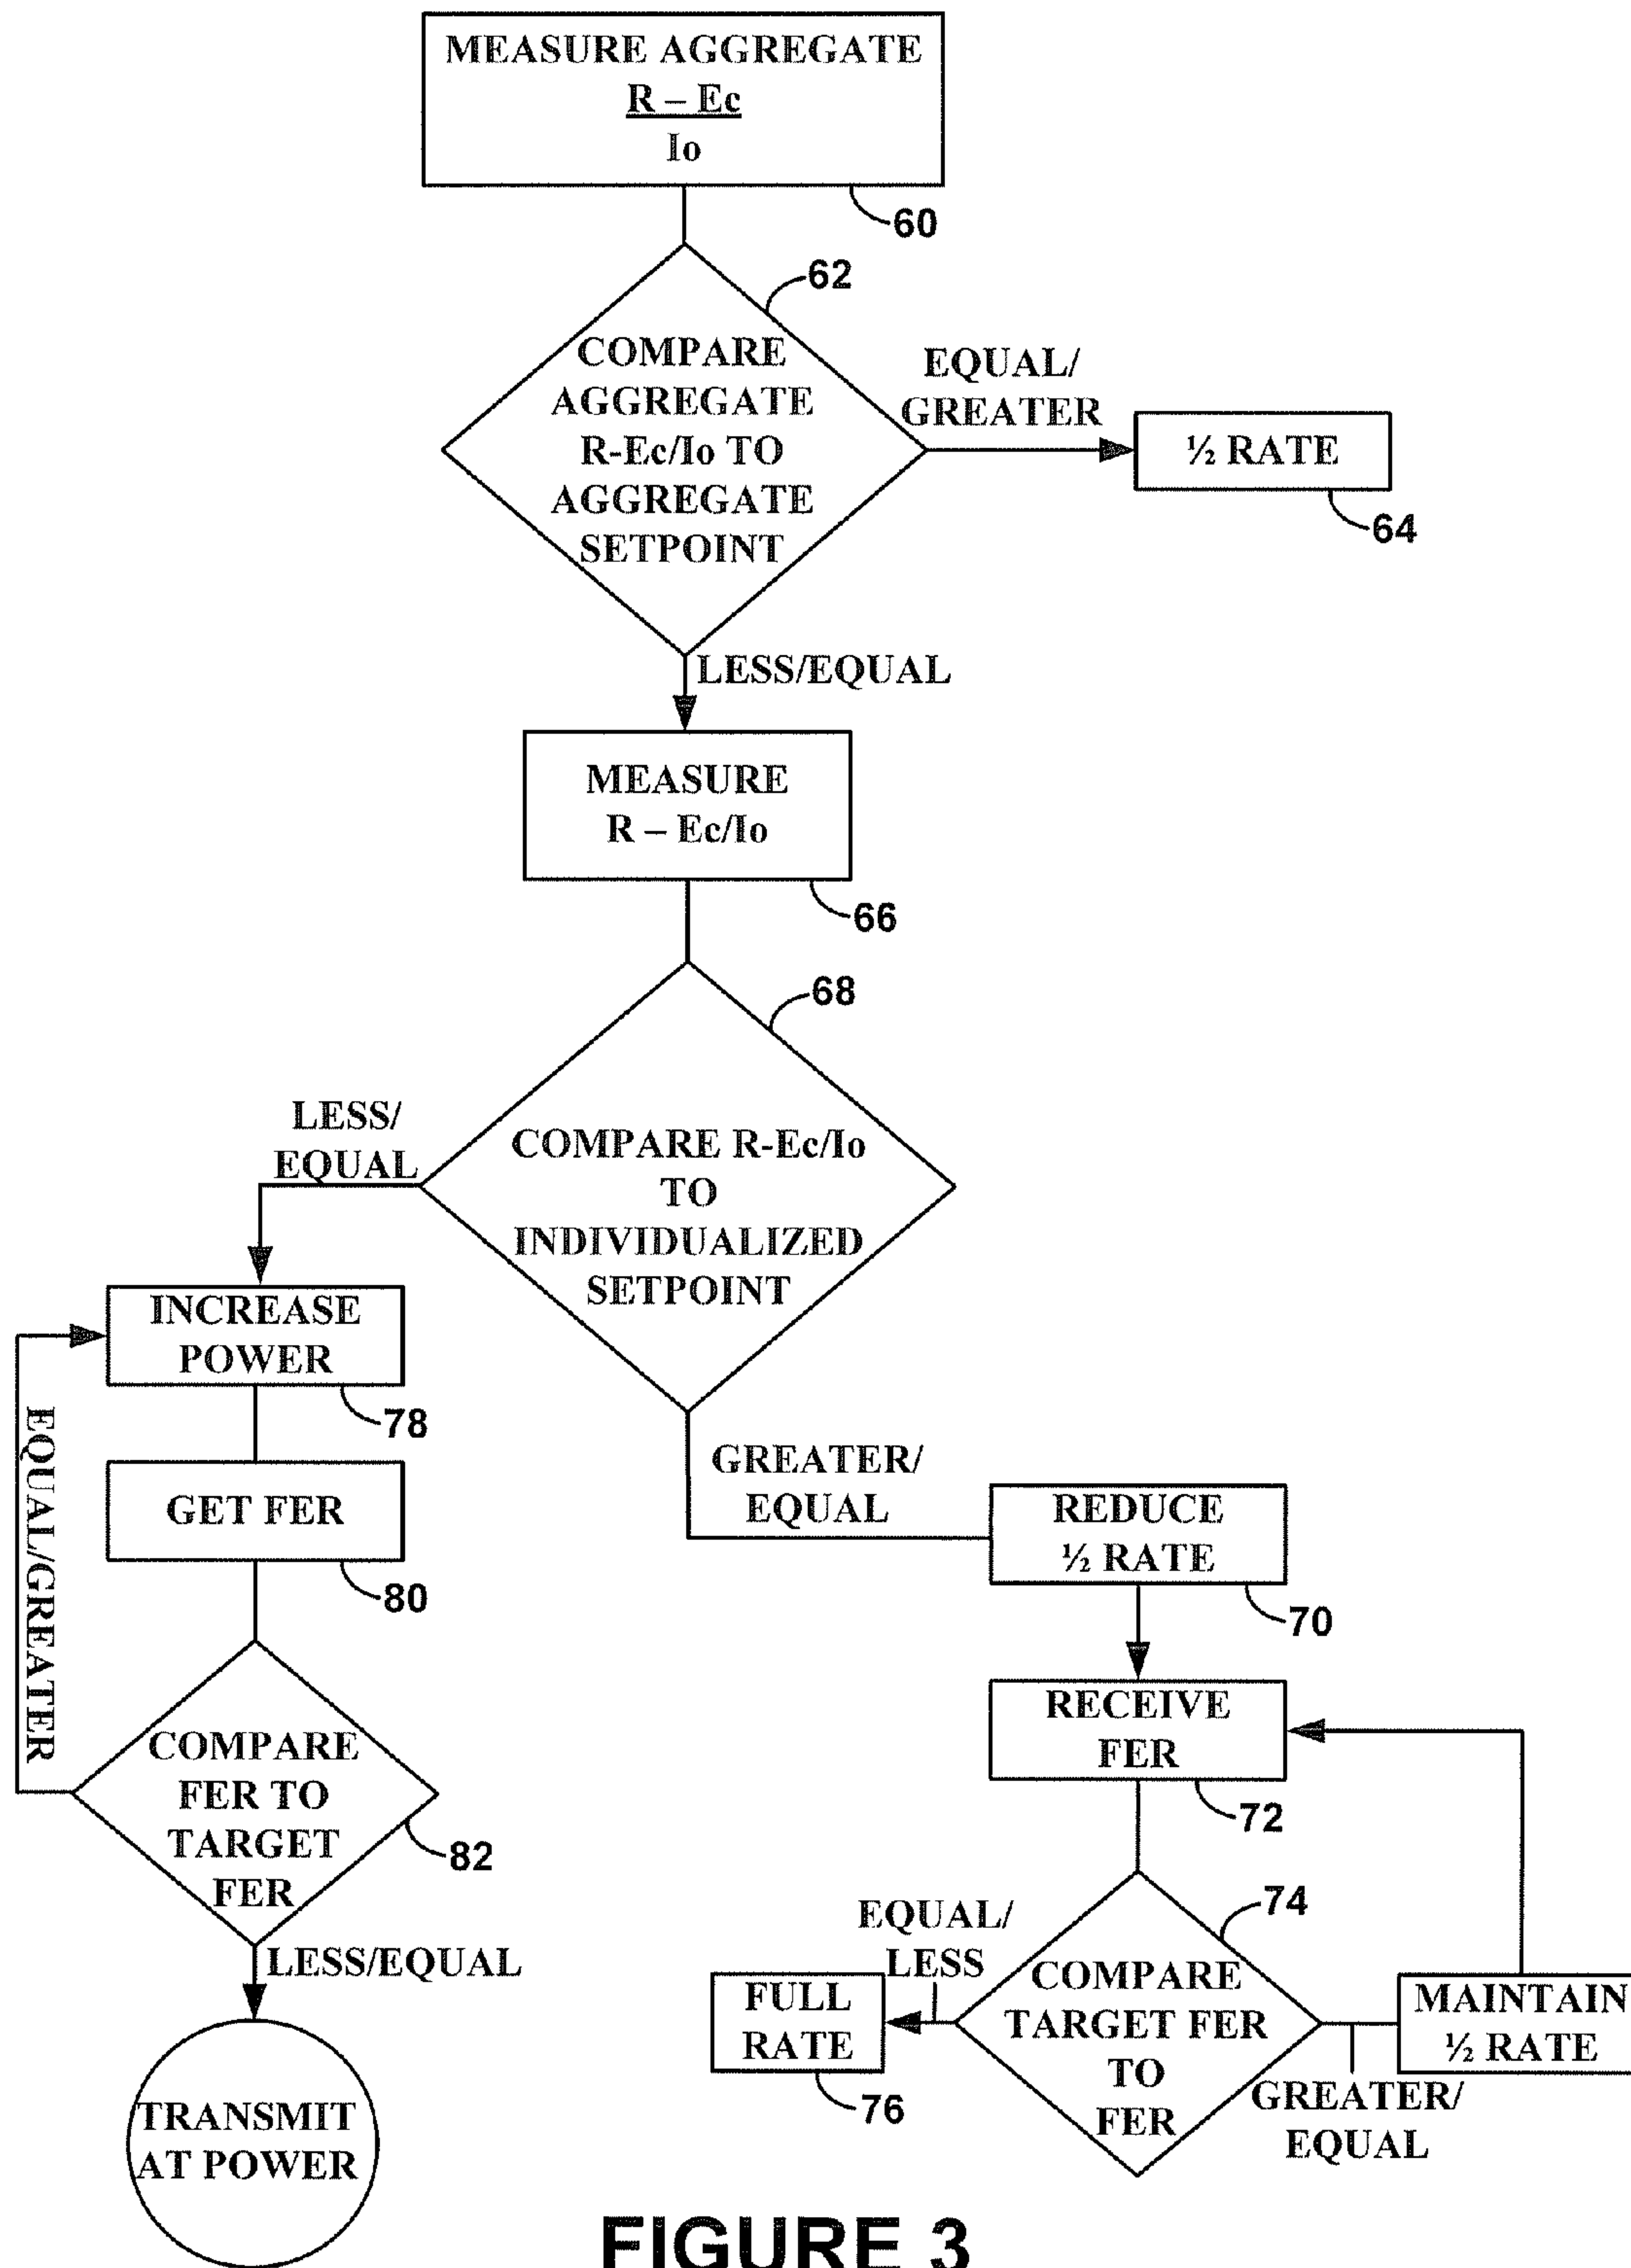 MEASURE AGGREGATE
R – Ec
Io
60
62
COMPARE
AGGREGATE
R-Ec/Io TO
AGGREGATE
SETPOINT
EQUAL/
GREATER
½ RATE
64
LESS/EQUAL
MEASURE
R – Ec/Io
66
68
COMPARE R-Ec/Io
TO
INDIVIDUALIZED
SETPOINT
LESS/
EQUAL
INCREASE
POWER
78
GET FER
80
EQUAL/GREATER
COMPARE
FER TO
TARGET
FER
82
LESS/EQUAL
TRANSMIT
AT POWER
GREATER/
EQUAL
REDUCE
½ RATE
70
RECEIVE
FER
72
74
COMPARE
TARGET FER
TO
FER
EQUAL/
LESS
FULL
RATE
76
GREATER/
EQUAL
MAINTAIN
½ RATE
FIGURE 3